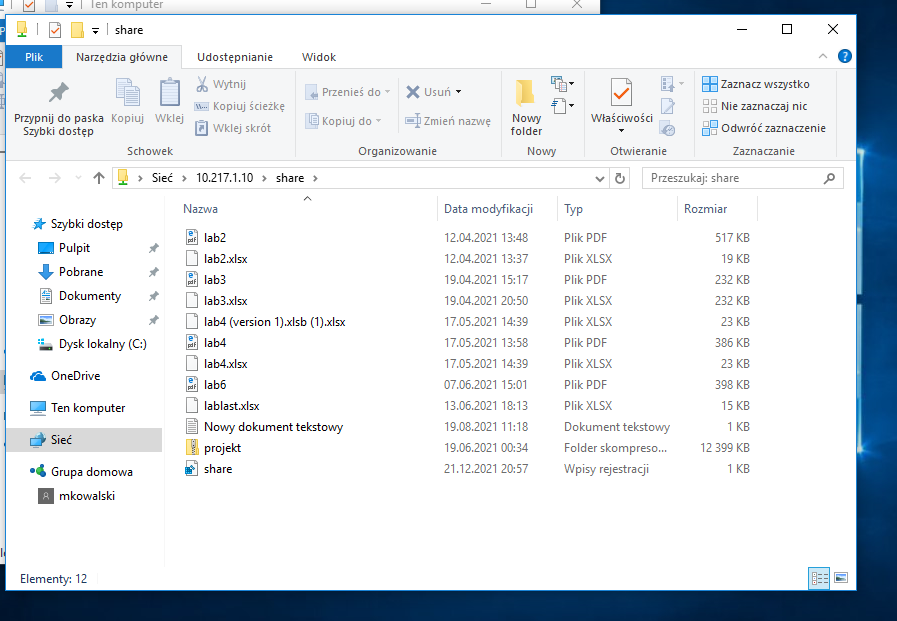 Ten komputer
share
Plik Narzędzia główne Udostępnianie Widok
Przypnij do paska Szybki dostęp
Kopiuj
Wklej
Wytnij
Kopiuj ścieżkę
Wklej skrót
Schowek
Przenieś do
Kopiuj do
Usuń
Zmień nazwę
Organizowanie
Nowy folder
Nowy
Właściwości
Otwieranie
Zaznacz wszystko
Nie zaznaczaj nic
Odwróć zaznaczenie
Zaznaczanie
Sieć > 10.217.1.10 > share >
Przeszukaj: share
Szybki dostęp
Pulpit
Pobrane
Dokumenty
Obrazy
Dysk lokalny (C:)
OneDrive
Ten komputer
Sieć
Grupa domowa
mkowalski
Nazwa Data modyfikacji Typ Rozmiar
lab2 12.04.2021 13:48 Plik PDF 517 KB
lab2.xlsx 12.04.2021 13:37 Plik XLSX 19 KB
lab3 19.04.2021 15:17 Plik PDF 232 KB
lab3.xlsx 19.04.2021 20:50 Plik XLSX 232 KB
lab4 (version 1).xlsb (1).xlsx 17.05.2021 14:39 Plik XLSX 23 KB
lab4 17.05.2021 13:58 Plik PDF 386 KB
lab4.xlsx 17.05.2021 14:39 Plik XLSX 23 KB
lab6 07.06.2021 15:01 Plik PDF 398 KB
lablast.xlsx 13.06.2021 18:13 Plik XLSX 15 KB
Nowy dokument tekstowy 19.08.2021 11:18 Dokument tekstowy 1 KB
projekt 19.06.2021 00:34 Folder skompreso... 12 399 KB
share 21.12.2021 20:57 Wpisy rejestracji 1 KB
Elementy: 12